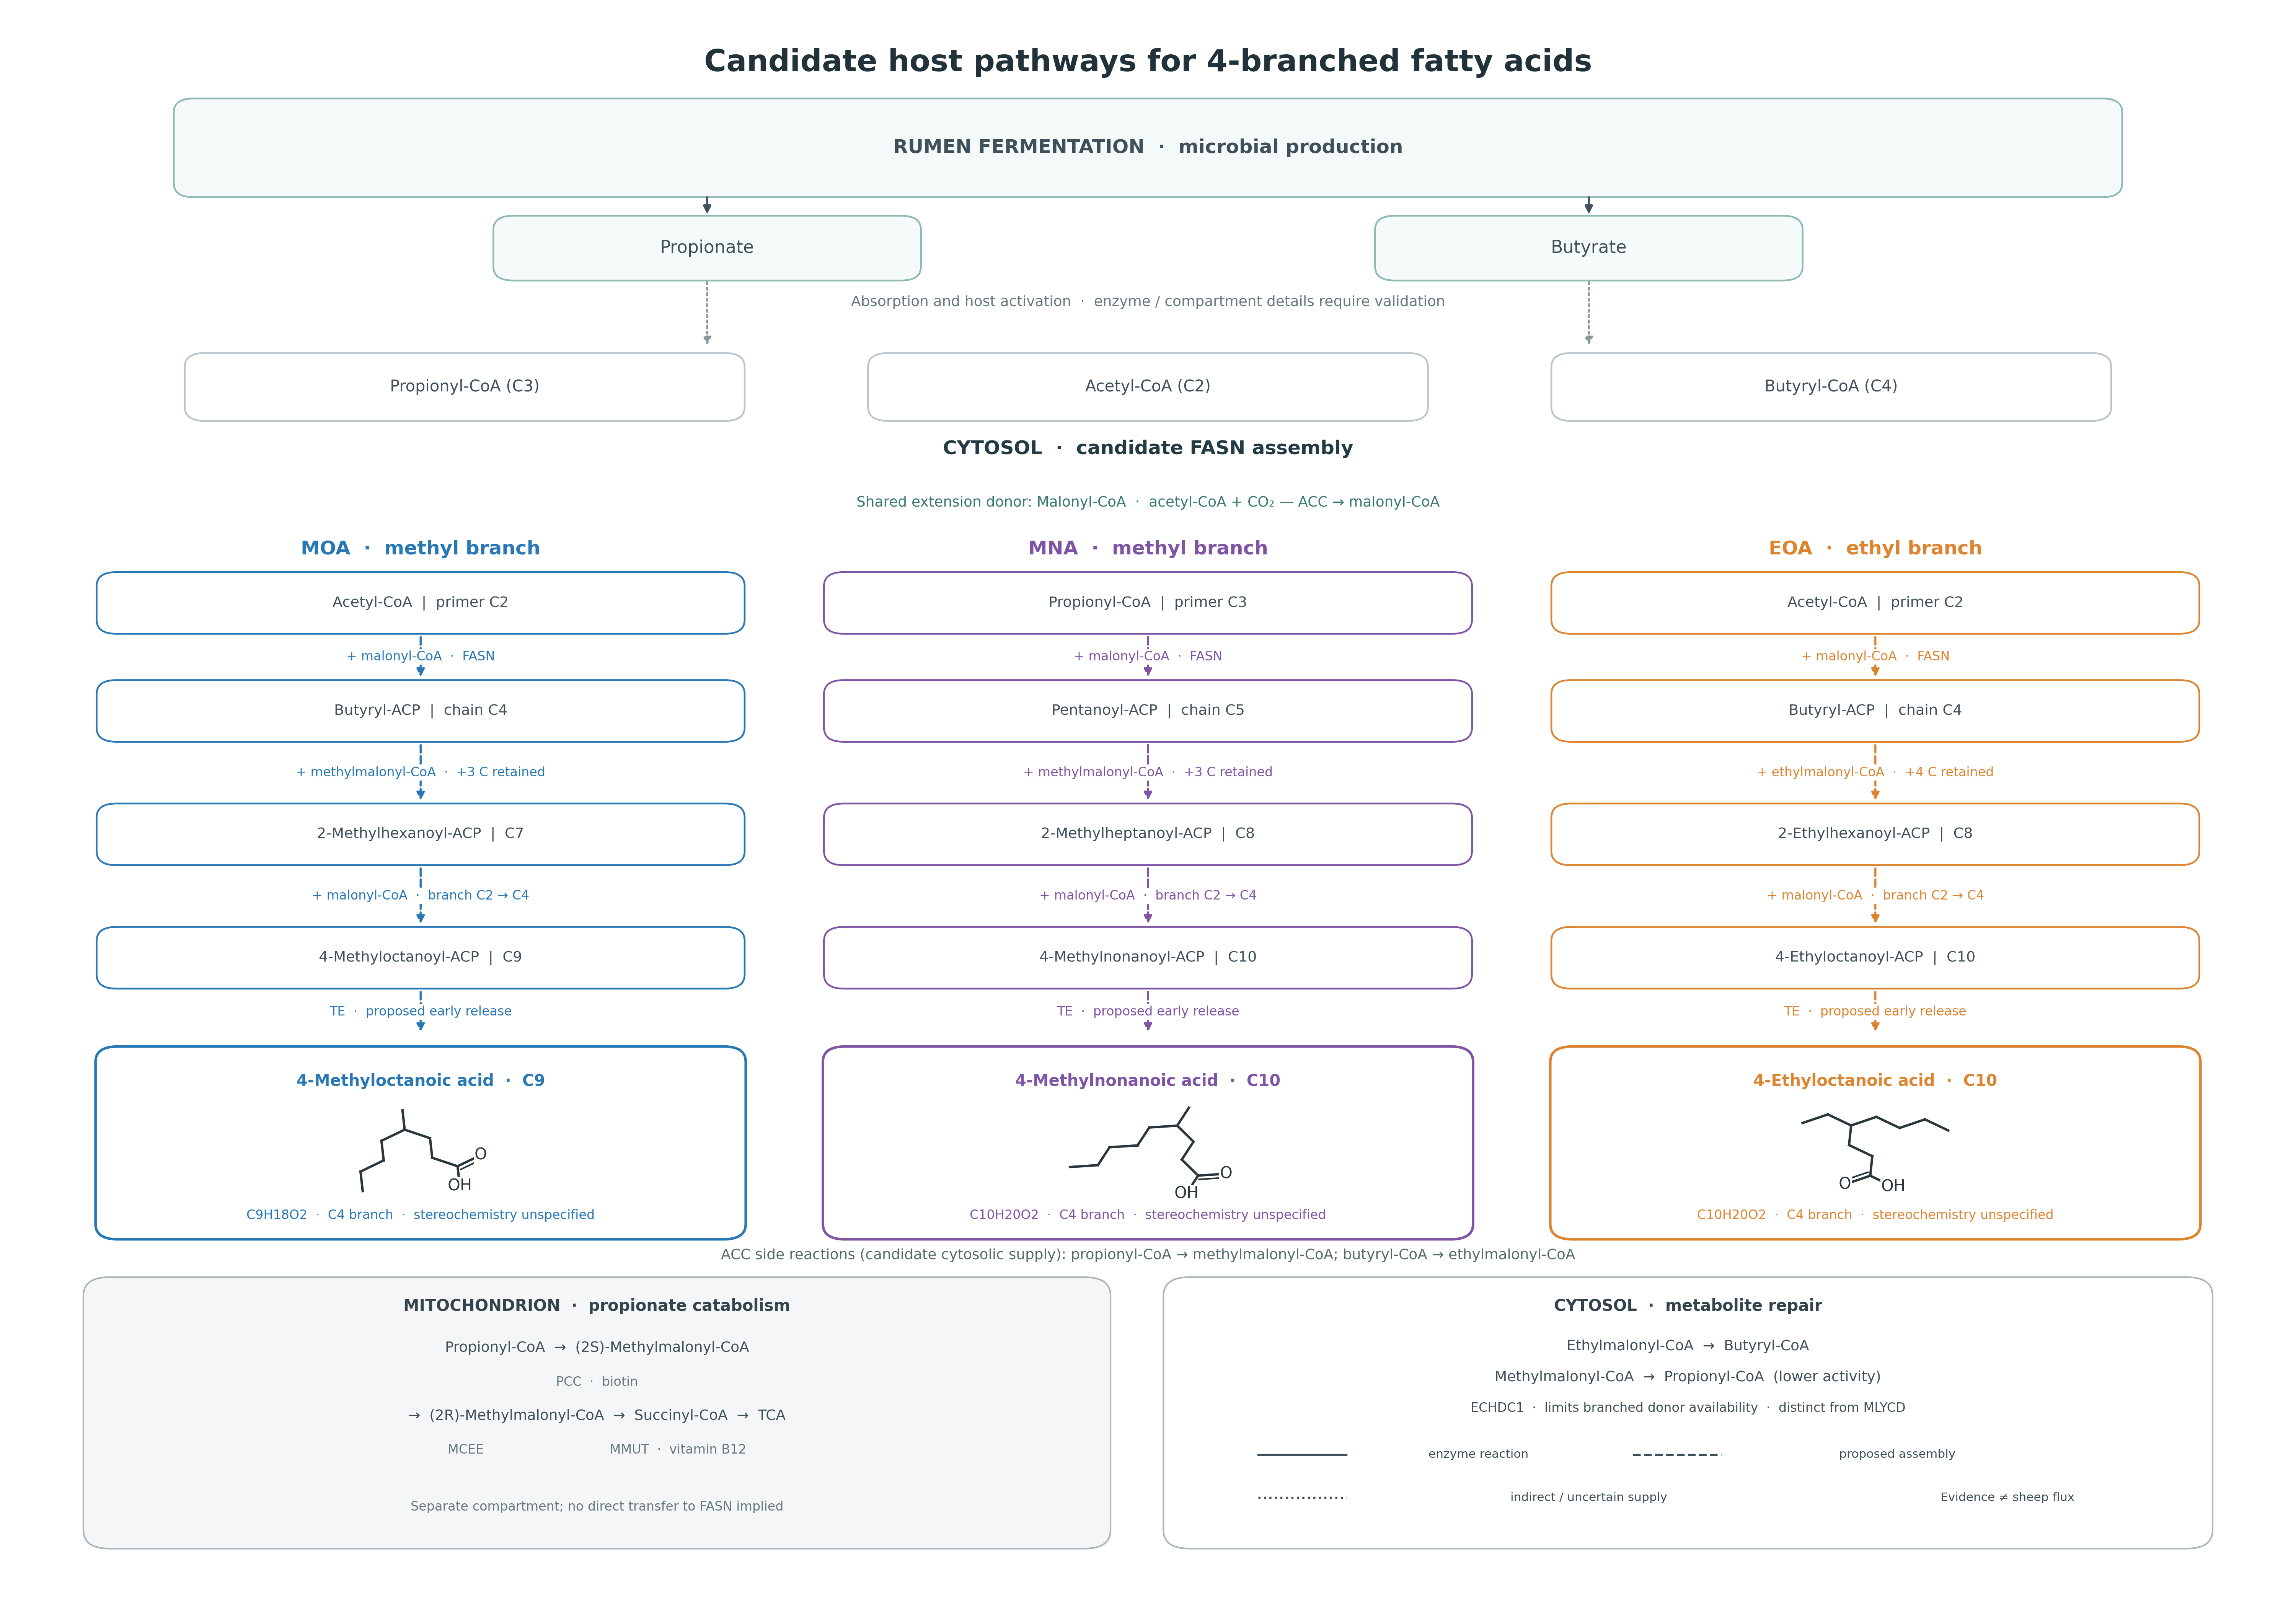 Candidate host pathways for 4-branched fatty acids
RUMEN FERMENTATION · microbial production
Propionate
Butyrate
Absorption and host activation · enzyme / compartment details require validation
Propionyl-CoA (C3)
Acetyl-CoA (C2)
Butyryl-CoA (C4)
CYTOSOL · candidate FASN assembly
Shared extension donor: Malonyl-CoA · acetyl-CoA + CO₂ — ACC → malonyl-CoA
MOA · methyl branch
Acetyl-CoA | primer C2
+ malonyl-CoA · FASN
Butyryl-ACP | chain C4
+ methylmalonyl-CoA · +3 C retained
2-Methylhexanoyl-ACP | C7
+ malonyl-CoA · branch C2 → C4
4-Methyloctanoyl-ACP | C9
TE · proposed early release
4-Methyloctanoic acid · C9
O
OH
C9H18O2 · C4 branch · stereochemistry unspecified
MNA · methyl branch
Propionyl-CoA | primer C3
+ malonyl-CoA · FASN
Pentanoyl-ACP | chain C5
+ methylmalonyl-CoA · +3 C retained
2-Methylheptanoyl-ACP | C8
+ malonyl-CoA · branch C2 → C4
4-Methylnonanoyl-ACP | C10
TE · proposed early release
4-Methylnonanoic acid · C10
O
OH
C10H20O2 · C4 branch · stereochemistry unspecified
EOA · ethyl branch
Acetyl-CoA | primer C2
+ malonyl-CoA · FASN
Butyryl-ACP | chain C4
+ ethylmalonyl-CoA · +4 C retained
2-Ethylhexanoyl-ACP | C8
+ malonyl-CoA · branch C2 → C4
4-Ethyloctanoyl-ACP | C10
TE · proposed early release
4-Ethyloctanoic acid · C10
O
OH
C10H20O2 · C4 branch · stereochemistry unspecified
ACC side reactions (candidate cytosolic supply): propionyl-CoA → methylmalonyl-CoA; butyryl-CoA → ethylmalonyl-CoA
MITOCHONDRION · propionate catabolism
Propionyl-CoA → (2S)-Methylmalonyl-CoA
PCC · biotin
→ (2R)-Methylmalonyl-CoA → Succinyl-CoA → TCA
MCEE
MMUT · vitamin B12
Separate compartment; no direct transfer to FASN implied
CYTOSOL · metabolite repair
Ethylmalonyl-CoA → Butyryl-CoA
Methylmalonyl-CoA → Propionyl-CoA (lower activity)
ECHDC1 · limits branched donor availability · distinct from MLYCD
enzyme reaction
proposed assembly
indirect / uncertain supply
Evidence ≠ sheep flux